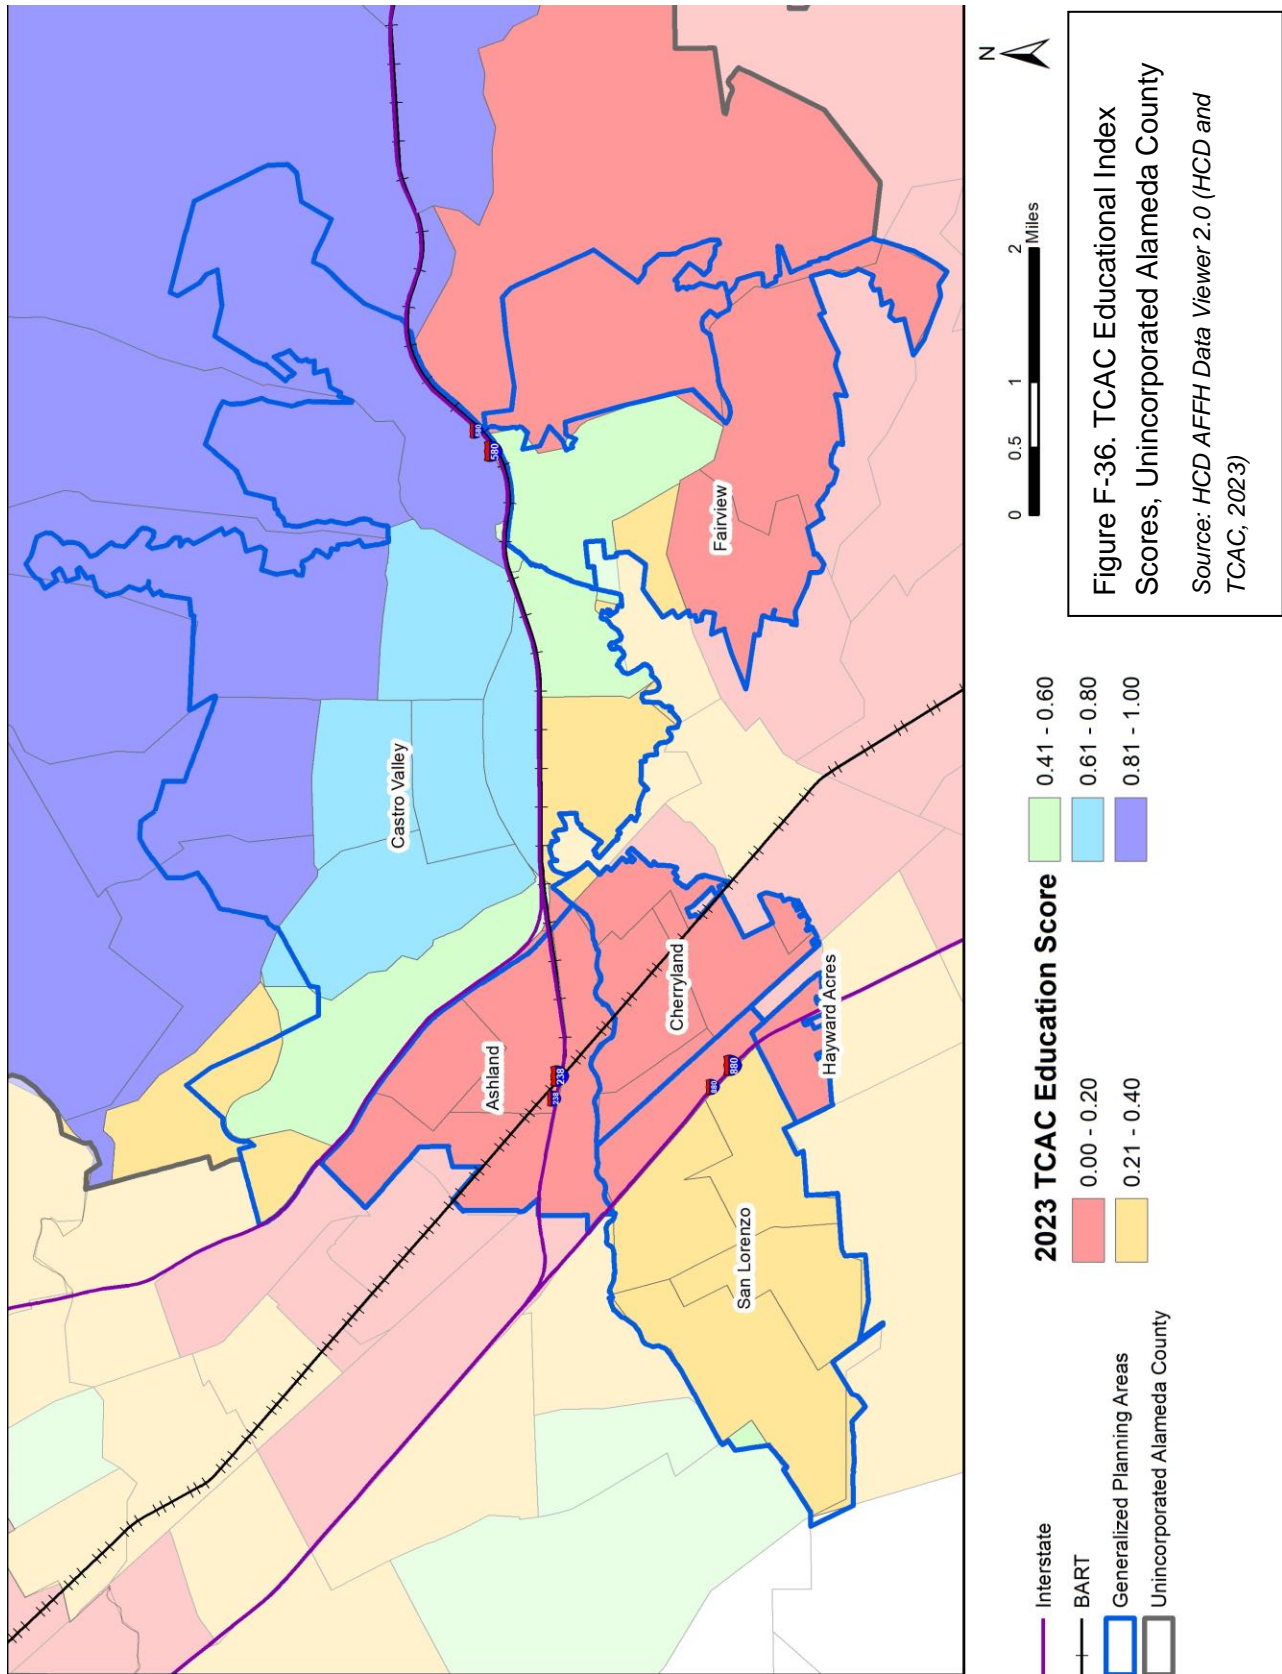 Castro Valley
Ashland
Cherryland
Fairview
Hayward Acres
San Lorenzo
580
580
238
238
880
880
N
0
0.5
1
2
Miles
Interstate
BART
Generalized Planning Areas
Unincorporated Alameda County
2023 TCAC Education Score
0.00 - 0.20
0.21 - 0.40
0.41 - 0.60
0.61 - 0.80
0.81 - 1.00
Figure F-36. TCAC Educational Index
Scores, Unincorporated Alameda County
Source: HCD AFFH Data Viewer 2.0 (HCD and
TCAC, 2023)